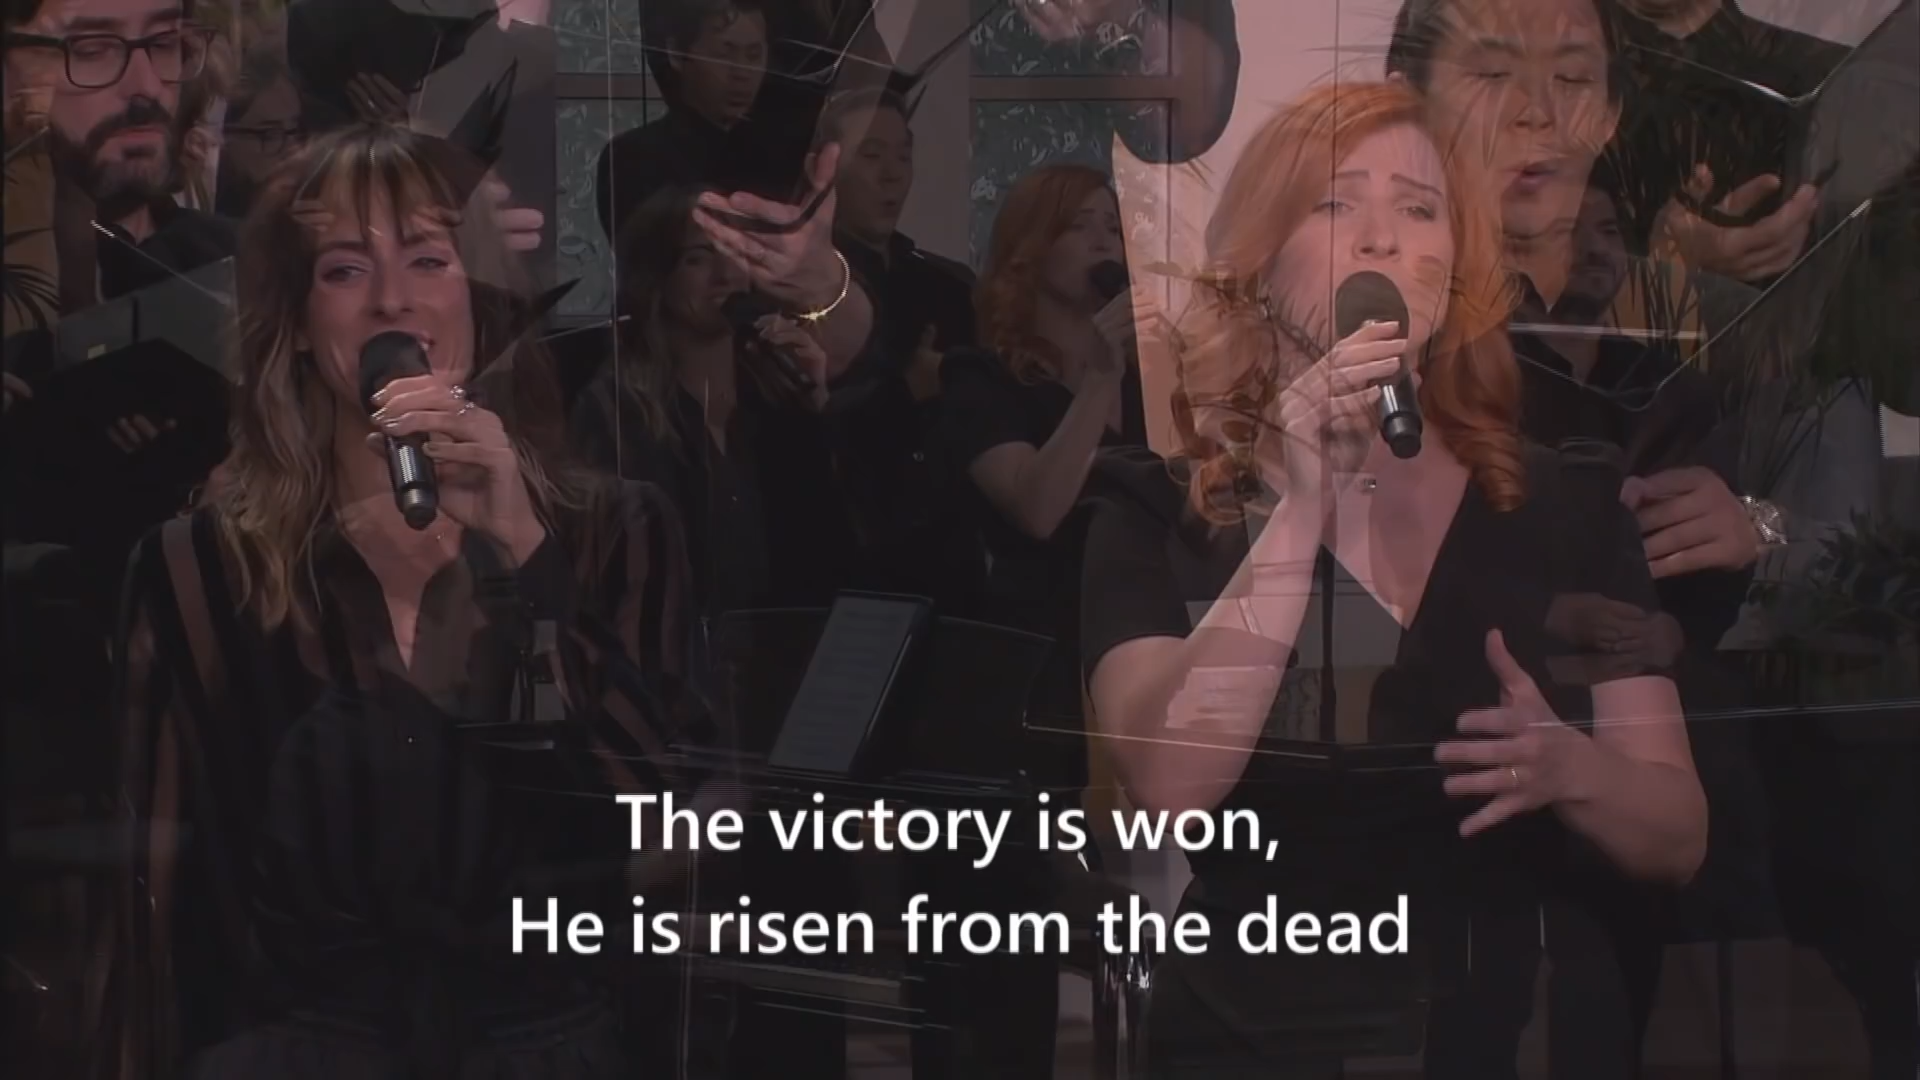 The victory is won,
He is risen from the dead